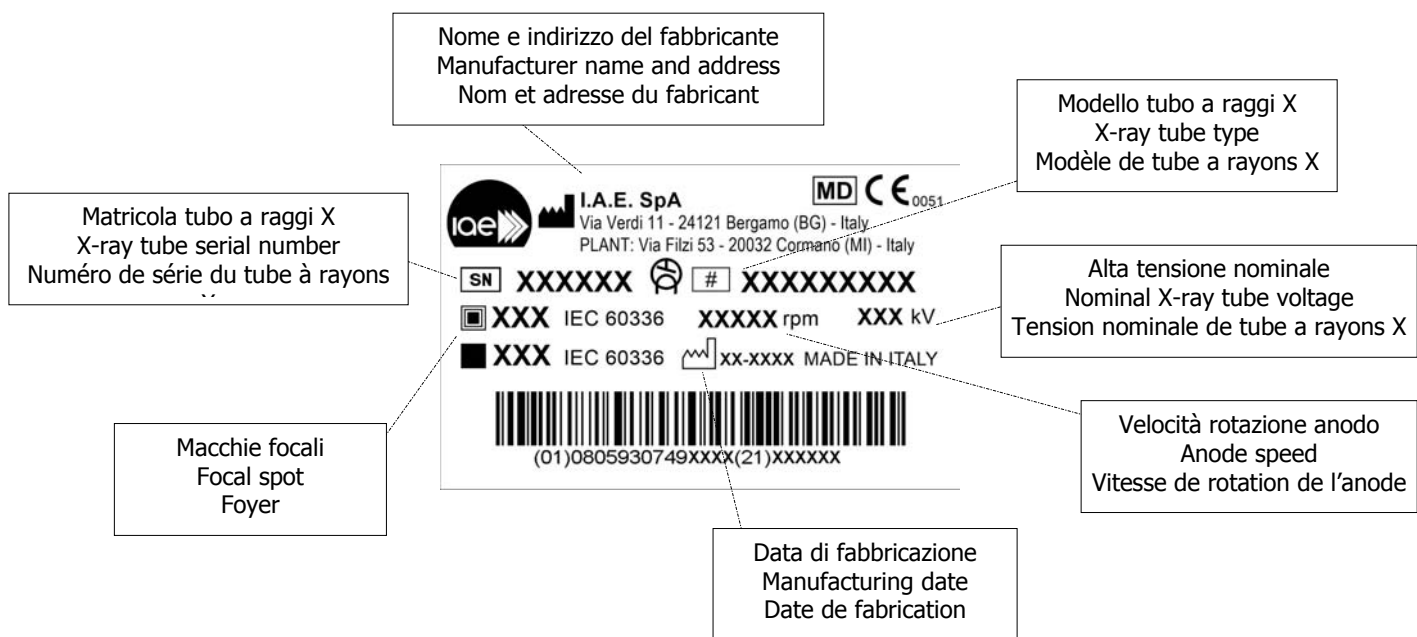 Nome e indirizzo del fabbricante
Manufacturer name and address
Nom et adresse du fabricant
Modello tubo a raggi X
X-ray tube type
Modèle de tube a rayons X
Matricola tubo a raggi X
X-ray tube serial number
Numéro de série du tube à rayons
iae
I.A.E. SpA
MD CE 0051
Via Verdi 11 - 24121 Bergamo (BG) - Italy
PLANT: Via Filzi 53 - 20032 Cormano (MI) - Italy
SN XXXXXX # XXXXXXXXX
XXX IEC 60336 XXXXX rpm XXX kV
XXX IEC 60336 XX-XXXX MADE IN ITALY
(01)0805930749XXXX(21)XXXXXX
Alta tensione nominale
Nominal X-ray tube voltage
Tension nominale de tube a rayons X
Macchie focali
Focal spot
Foyer
Velocità rotazione anodo
Anode speed
Vitesse de rotation de l’anode
Data di fabbricazione
Manufacturing date
Date de fabrication